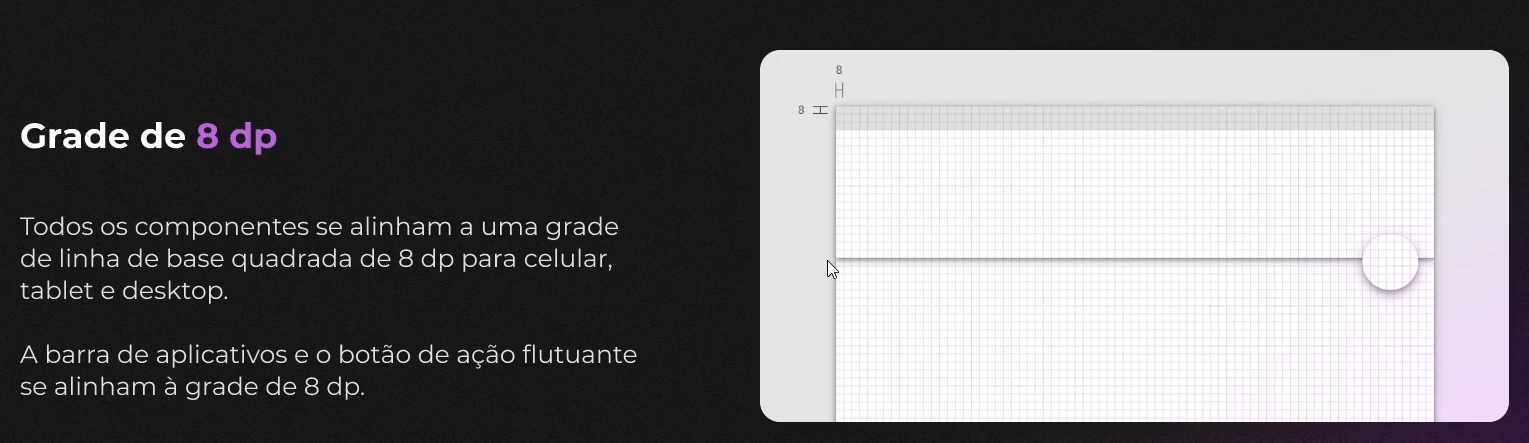 Grade de 8 dp
Todos os componentes se alinham a uma grade
de linha de base quadrada de 8 dp para celular,
tablet e desktop.
A barra de aplicativos e o botão de ação flutuante
se alinham à grade de 8 dp.
8
8